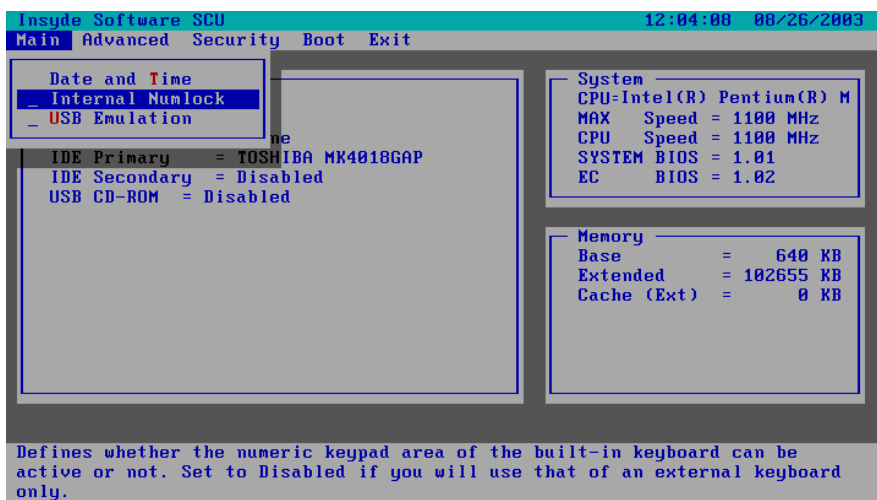 Insyde Software SCU 12:04:08 08/26/2003
Main Advanced Security Boot Exit
Date and Time
_ Internal Numlock
_ USB Emulation
ne
IDE Primary = TOSHIBA MK4018GAP
IDE Secondary = Disabled
USB CD-ROM = Disabled
System
CPU=Intel(R) Pentium(R) M
MAX Speed = 1100 MHz
CPU Speed = 1100 MHz
SYSTEM BIOS = 1.01
EC BIOS = 1.02
Memory
Base = 640 KB
Extended = 102655 KB
Cache (Ext) = 0 KB
Defines whether the numeric keypad area of the built-in keyboard can be
active or not. Set to Disabled if you will use that of an external keyboard
only.